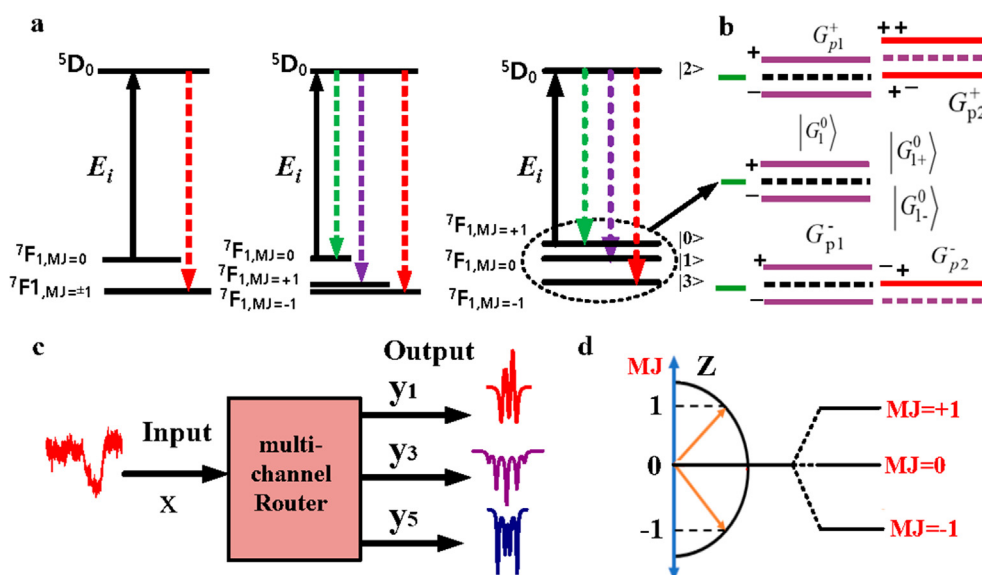 a
⁵D₀
Eᵢ
⁷F₁,MJ=0
⁷F1,MJ=±1
⁵D₀
Eᵢ
⁷F₁,MJ=0
⁷F₁,MJ=+1
⁷F₁,MJ=-1
⁵D₀
Eᵢ
⁷F₁,MJ=+1
⁷F₁,MJ=0
⁷F₁,MJ=-1
|2>
|0>
|1>
|3>
b
G⁺p1
++
+
−
+−
G⁺p2
|G⁰₁⟩
+
−
|G⁰₁₊⟩
|G⁰₁₋⟩
G⁻p1
+
−
−+
G⁻p2
c
Input
X
multi-
channel
Router
Output
y1
y3
y5
d
MJ
Z
1
0
-1
MJ=+1
MJ=0
MJ=-1